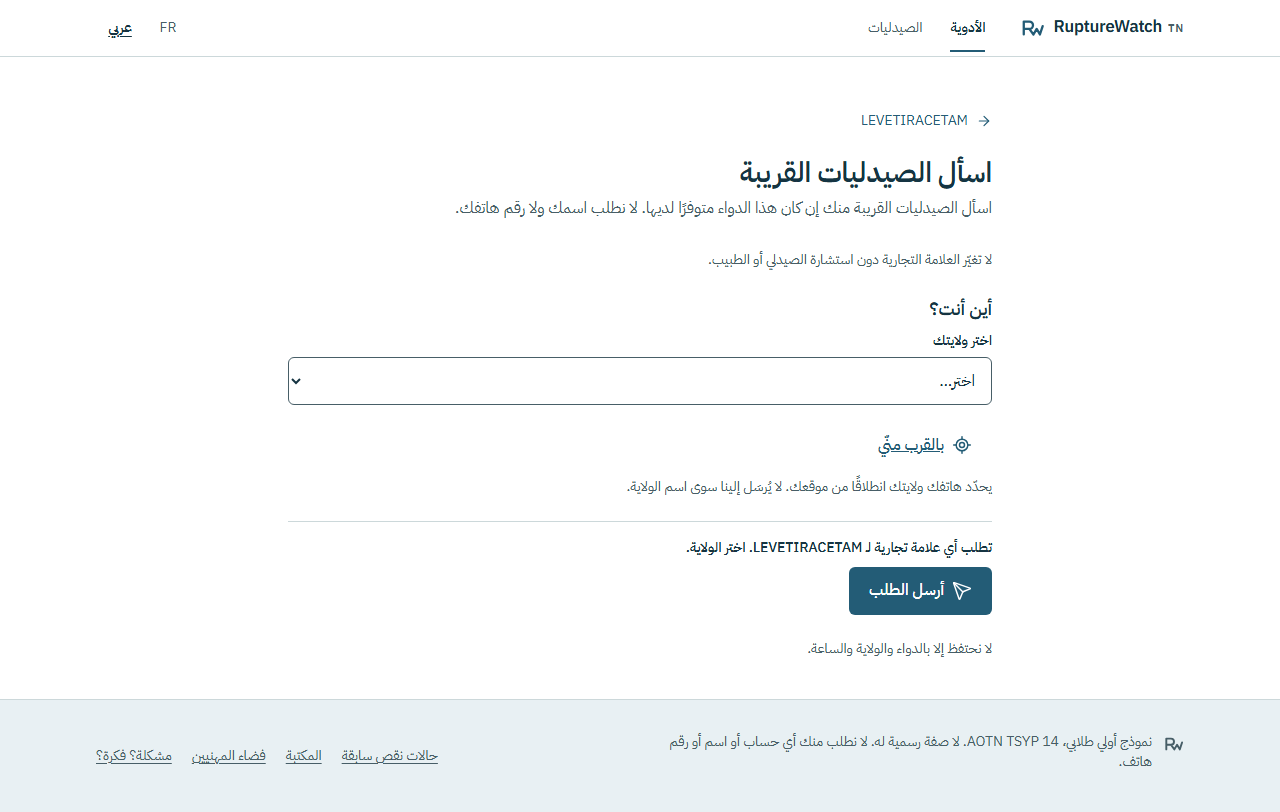 RuptureWatch TN
الأدوية
الصيدليات
FR
عربي
LEVETIRACETAM
اسأل الصيدليات القريبة
اسأل الصيدليات القريبة منك إن كان هذا الدواء متوفرًا لديها. لا نطلب اسمك ولا رقم هاتفك.
لا تغيّر العلامة التجارية دون استشارة الصيدلي أو الطبيب.
أين أنت؟
اختر ولايتك
اختر...
بالقرب منّي
يحدّد هاتفك ولايتك انطلاقًا من موقعك. لا يُرسَل إلينا سوى اسم الولاية.
تطلب أي علامة تجارية لـ LEVETIRACETAM. اختر الولاية.
أرسل الطلب
لا نحتفظ إلا بالدواء والولاية والساعة.
نموذج أولي طلابي، AOTN TSYP 14. لا صفة رسمية له. لا نطلب منك أي حساب أو اسم أو رقم
هاتف.
حالات نقص سابقة
المكتبة
فضاء المهنيين
مشكلة؟ فكرة؟